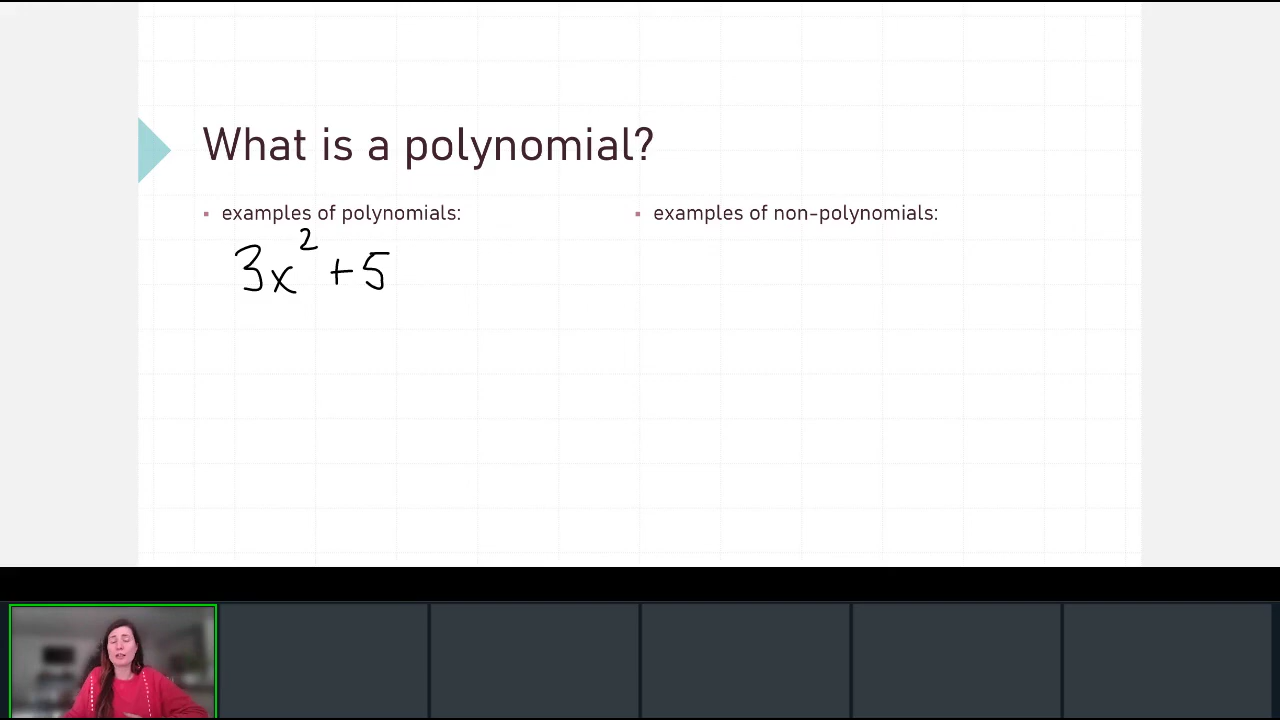 What is a polynomial?
▪ examples of polynomials:
3x² + 5
▪ examples of non-polynomials: